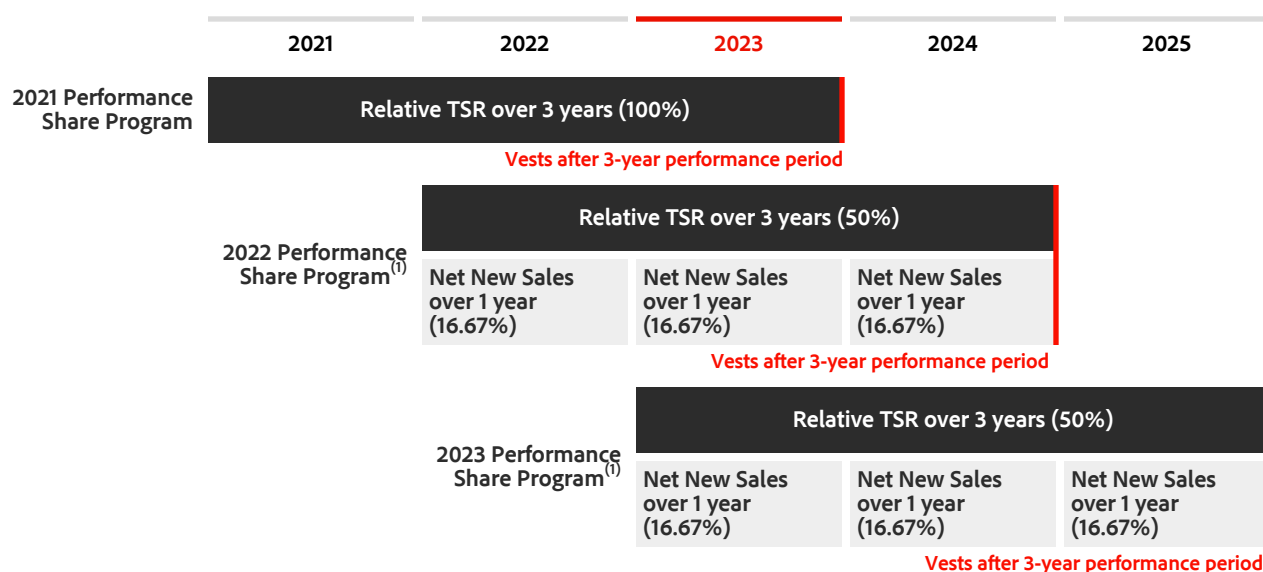 2021 2022 2023 2024 2025
2021 Performance
Share Program
Relative TSR over 3 years (100%)
Vests after 3-year performance period
2022 Performance
Share Program(1)
Relative TSR over 3 years (50%)
Net New Sales
over 1 year
(16.67%)
Net New Sales
over 1 year
(16.67%)
Net New Sales
over 1 year
(16.67%)
Vests after 3-year performance period
2023 Performance
Share Program(1)
Relative TSR over 3 years (50%)
Net New Sales
over 1 year
(16.67%)
Net New Sales
over 1 year
(16.67%)
Net New Sales
over 1 year
(16.67%)
Vests after 3-year performance period